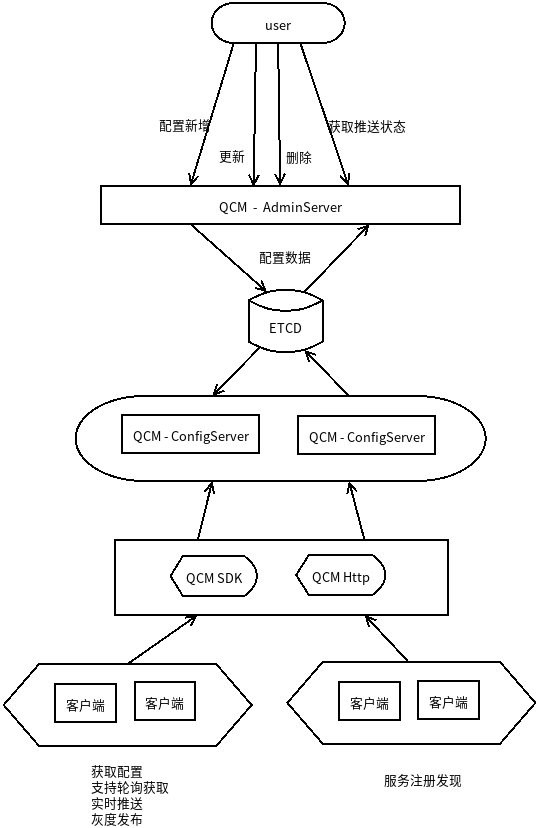 user
配置新增
获取推送状态
更新
删除
QCM - AdminServer
配置数据
ETCD
QCM - ConfigServer
QCM - ConfigServer
QCM SDK
QCM Http
客户端
客户端
客户端
客户端
获取配置
支持轮询获取
实时推送
灰度发布
服务注册发现